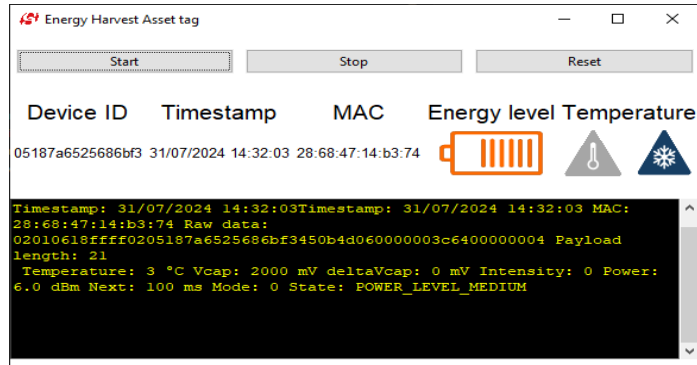 Energy Harvest Asset tag
Start Stop Reset
Device ID Timestamp MAC Energy level Temperature
05187a6525686bf3 31/07/2024 14:32:03 28:68:47:14:b3:74
Timestamp: 31/07/2024 14:32:03Timestamp: 31/07/2024 14:32:03 MAC:
28:68:47:14:b3:74 Raw data:
02010618ffff0205187a6525686bf3450b4d060000003c6400000004 Payload
length: 21
Temperature: 3 °C Vcap: 2000 mV deltaVcap: 0 mV Intensity: 0 Power:
6.0 dBm Next: 100 ms Mode: 0 State: POWER_LEVEL_MEDIUM